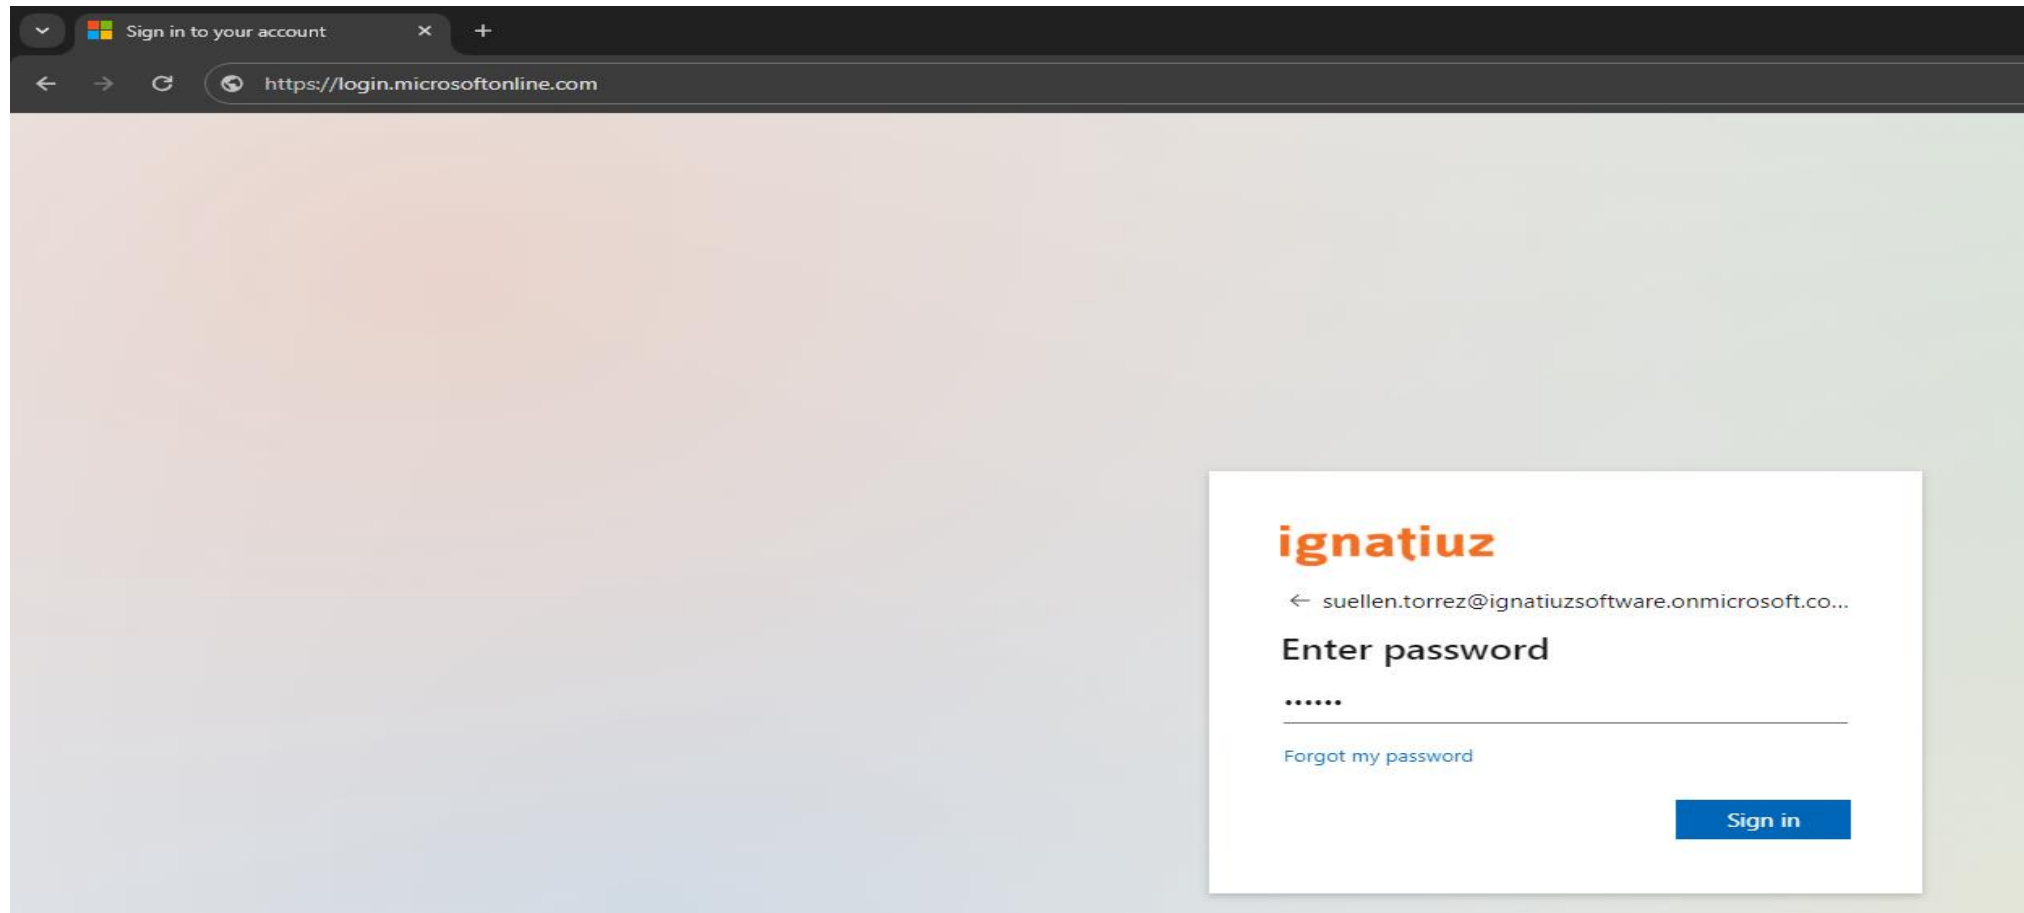 Sign in to your account
https://login.microsoftonline.com
ignațiuz
suellen.torrez@ignatiuzsoftware.onmicrosoft.co...
Enter password
••••••
Forgot my password
Sign in